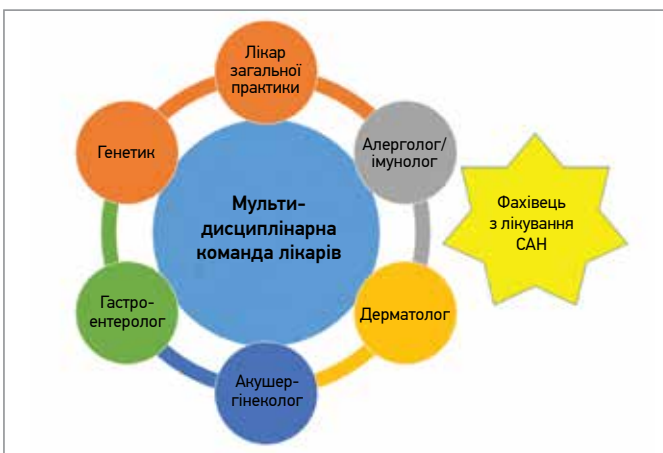 Лікар
загальної
практики
Генетик
Алерголог/
імунолог
Мульти-
дисциплінарна
команда лікарів
Фахівець
з лікування
САН
Гастро-
ентеролог
Дерматолог
Акушер-
гінеколог